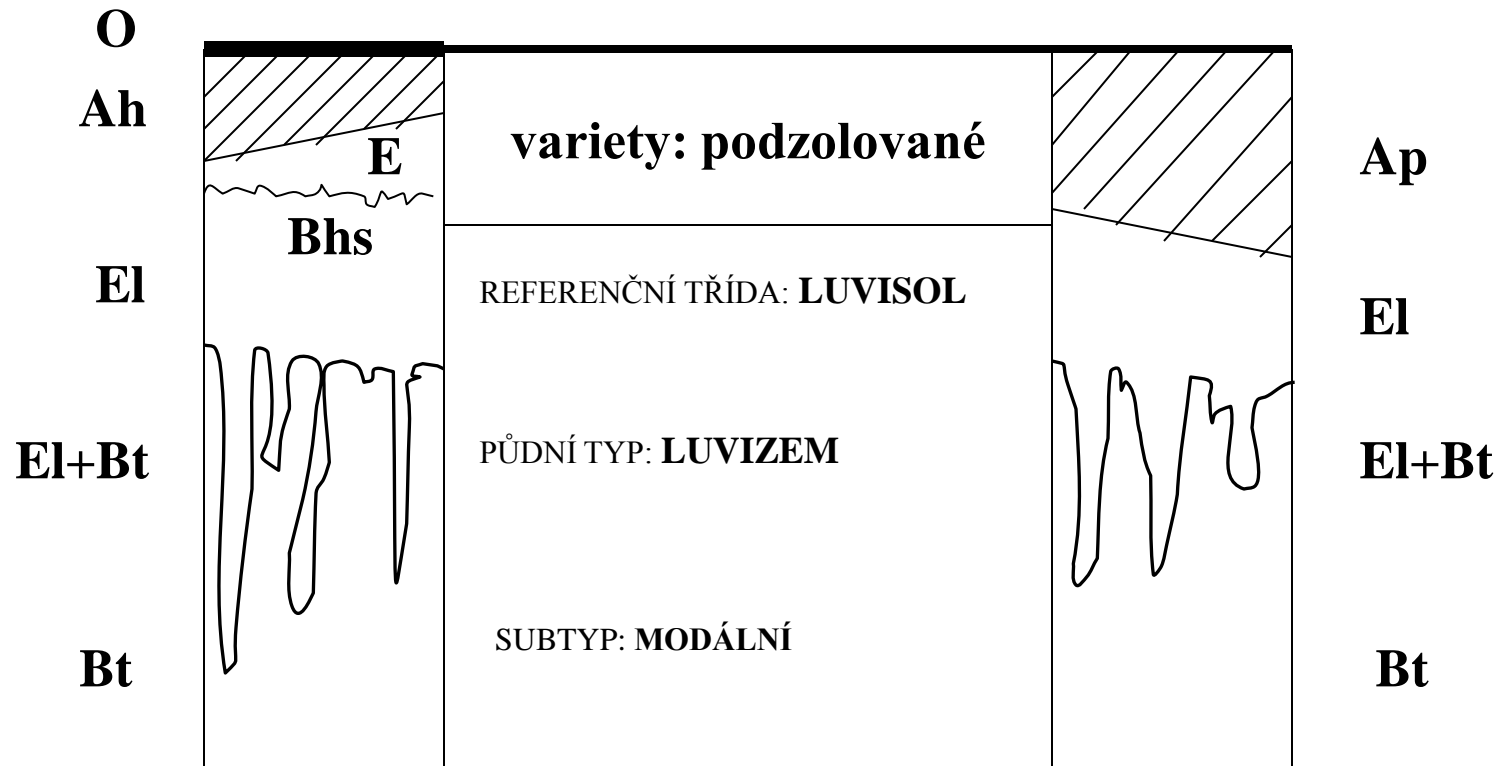 O
Ah
E
Bhs
El
El+Bt
Bt
variety: podzolované
REFERENČNÍ TŘÍDA: LUVISOL
PŮDNÍ TYP: LUVIZEM
SUBTYP: MODÁLNÍ
Ap
El
El+Bt
Bt